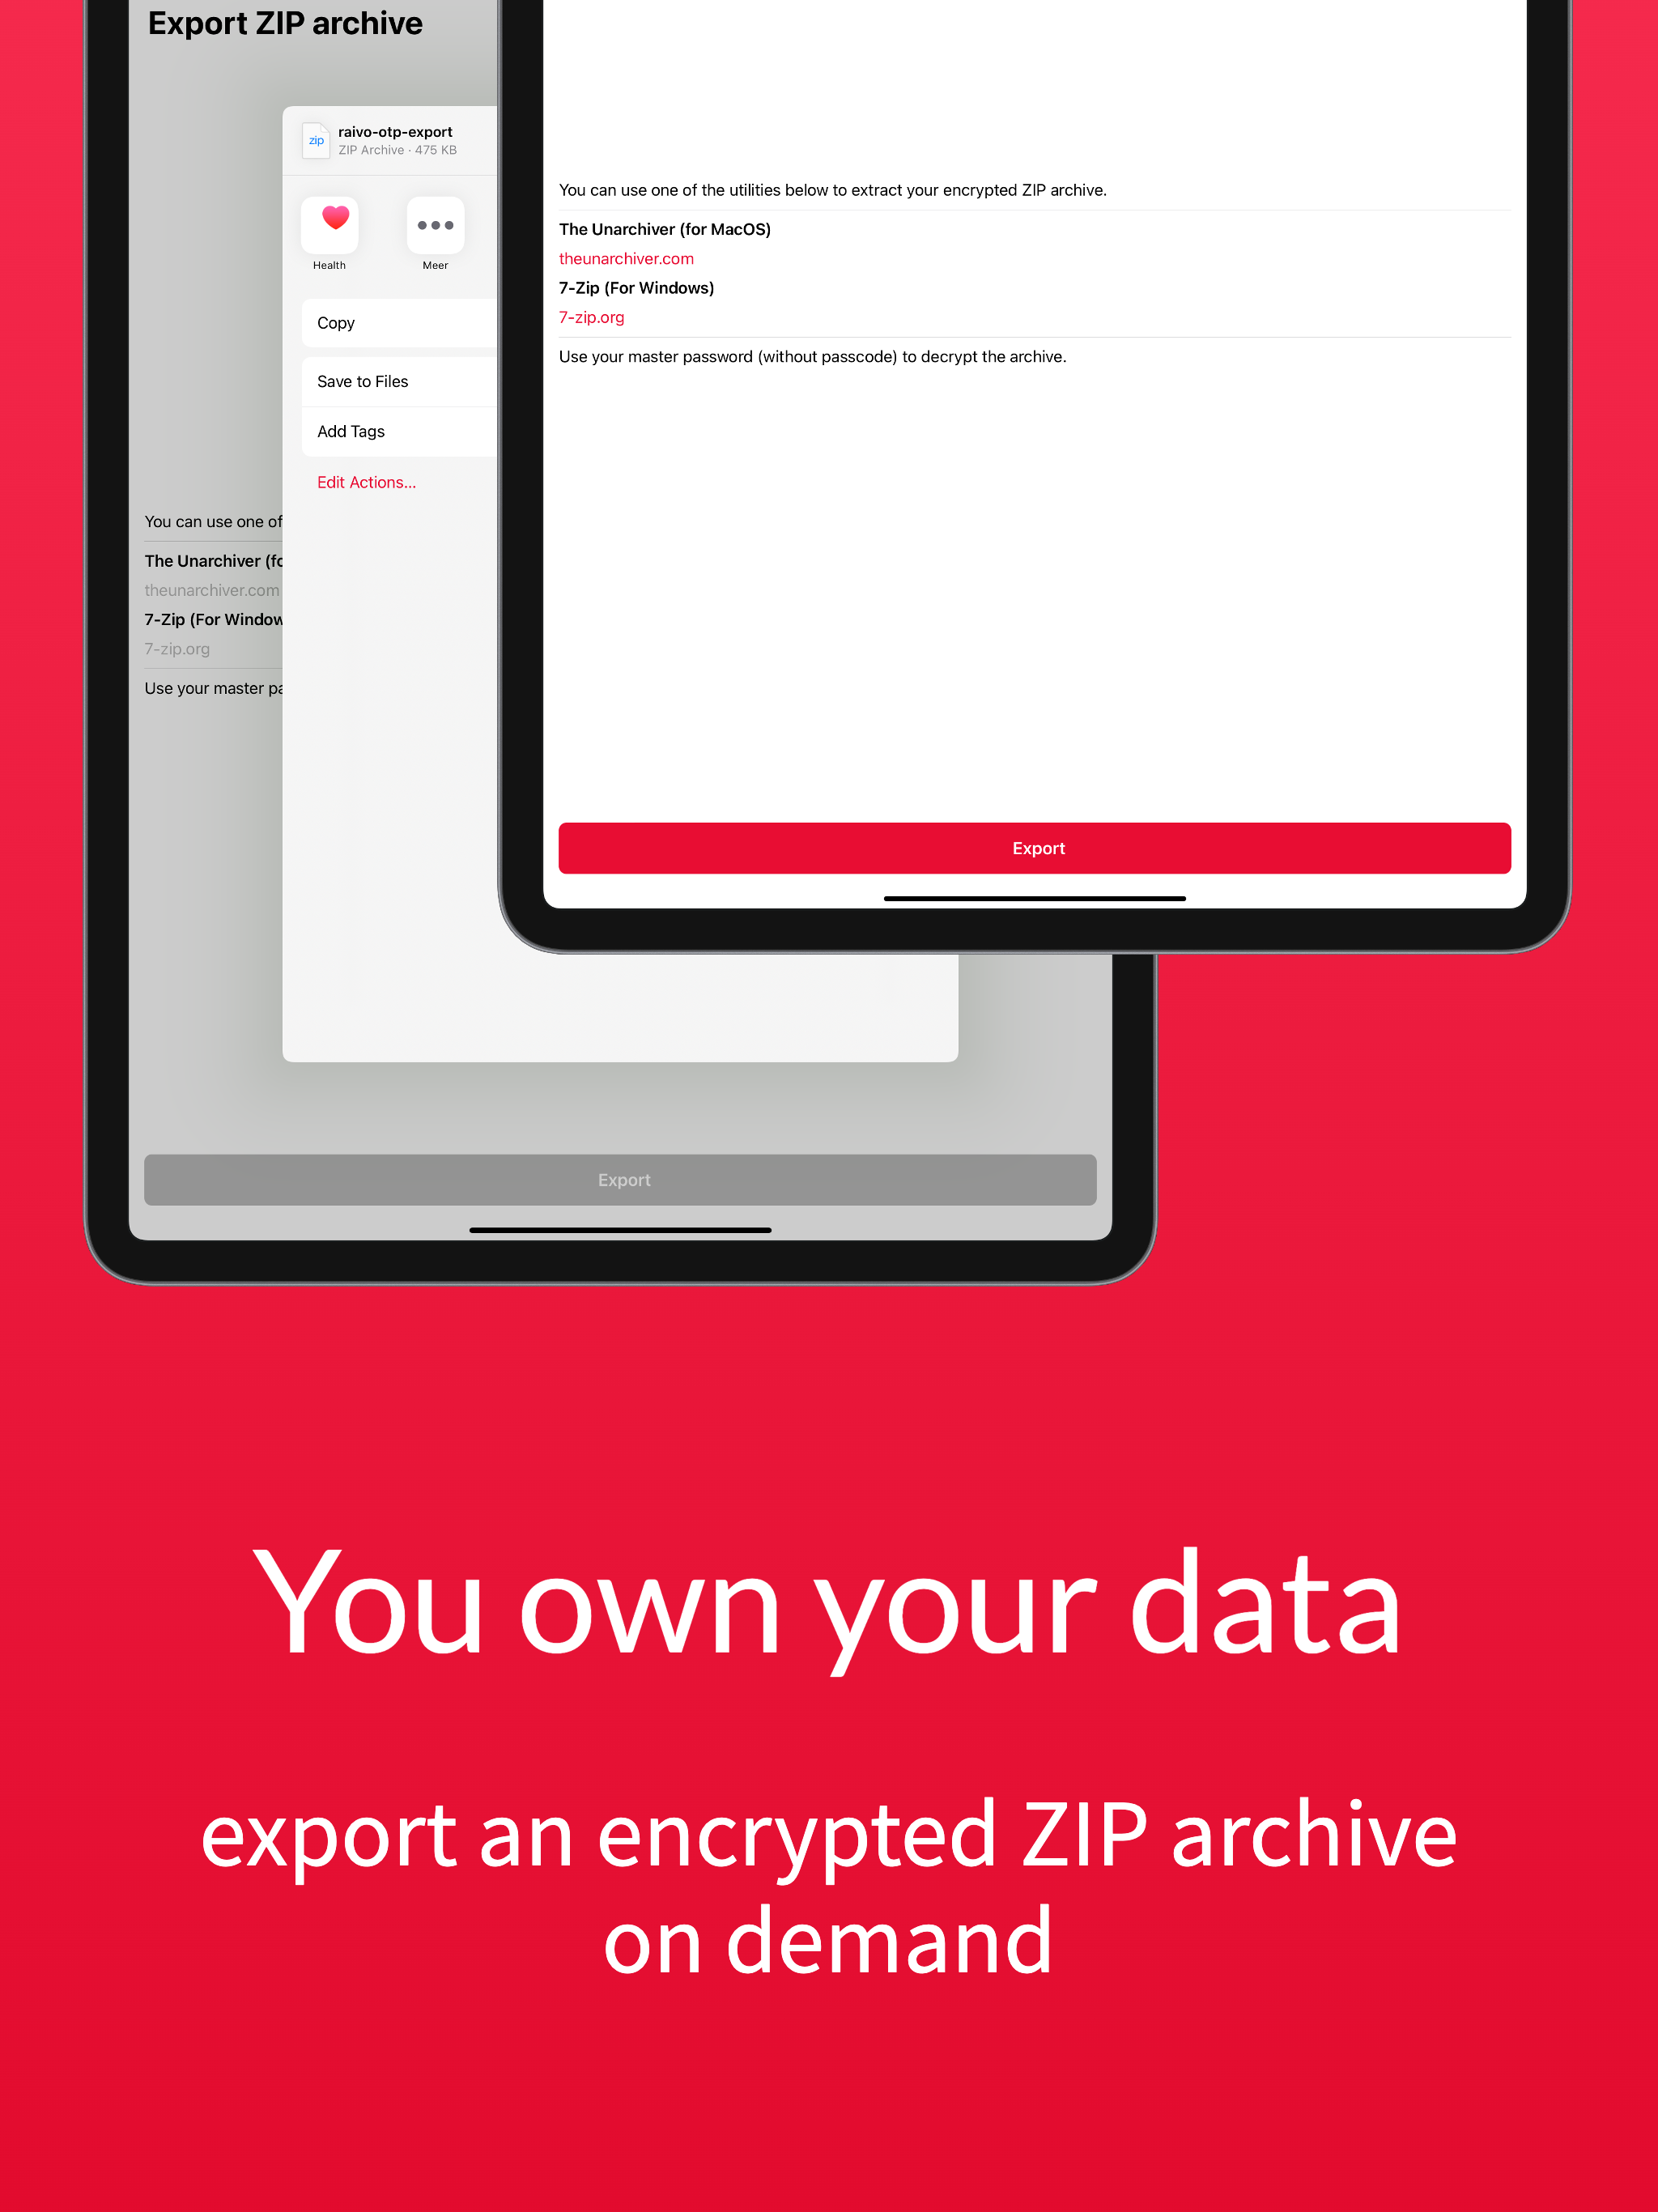 Export ZIP archive
zip
raivo-otp-export
ZIP Archive · 475 KB
Health
Meer
Copy
Save to Files
Add Tags
Edit Actions...
You can use one of
The Unarchiver
theunarchiver.com
7-Zip (For
7-zip.org
Use your master
Export
You can use one of the utilities below to extract your encrypted ZIP archive.
The Unarchiver (for MacOS)
theunarchiver.com
7-Zip (For Windows)
7-zip.org
Use your master password (without passcode) to decrypt the archive.
Export
You own your data
export an encrypted ZIP archive
on demand